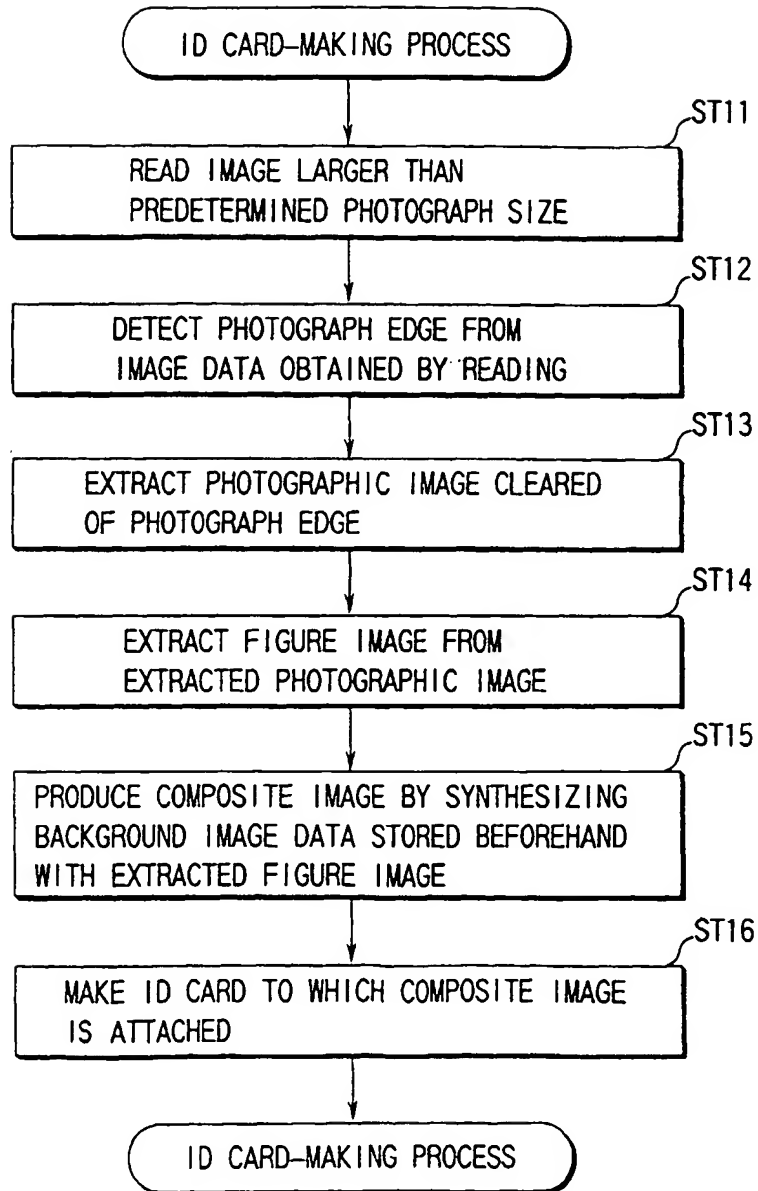 ID CARD-MAKING PROCESS
ST11
READ IMAGE LARGER THAN
PREDETERMINED PHOTOGRAPH SIZE
ST12
DETECT PHOTOGRAPH EDGE FROM
IMAGE DATA OBTAINED BY READING
ST13
EXTRACT PHOTOGRAPHIC IMAGE CLEARED
OF PHOTOGRAPH EDGE
ST14
EXTRACT FIGURE IMAGE FROM
EXTRACTED PHOTOGRAPHIC IMAGE
ST15
PRODUCE COMPOSITE IMAGE BY SYNTHESIZING
BACKGROUND IMAGE DATA STORED BEFOREHAND
WITH EXTRACTED FIGURE IMAGE
ST16
MAKE ID CARD TO WHICH COMPOSITE IMAGE
IS ATTACHED
ID CARD-MAKING PROCESS